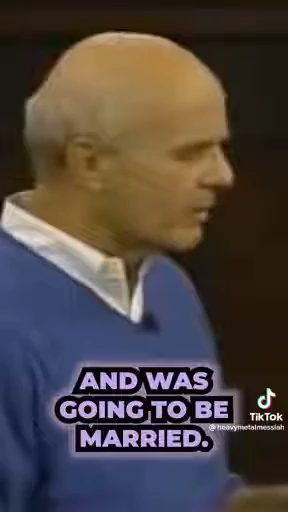 AND WAS
GOING TO BE
MARRIED.
TikTok
@heavymetalmessiah